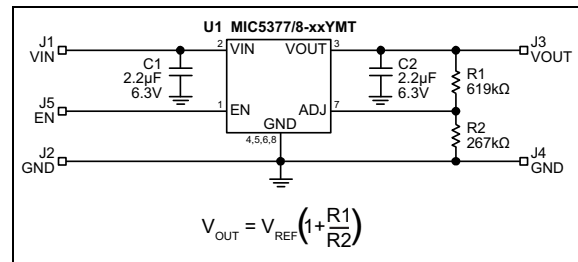 U1 MIC5377/8-xxYMT
J1
VIN
2
VIN
VOUT
3
J3
VOUT
C1
2.2µF
6.3V
C2
2.2µF
6.3V
R1
619kΩ
J5
EN
1
EN
ADJ
7
GND
4,5,6,8
R2
267kΩ
J2
GND
J4
GND
V_OUT = V_REF(1+R1/R2)